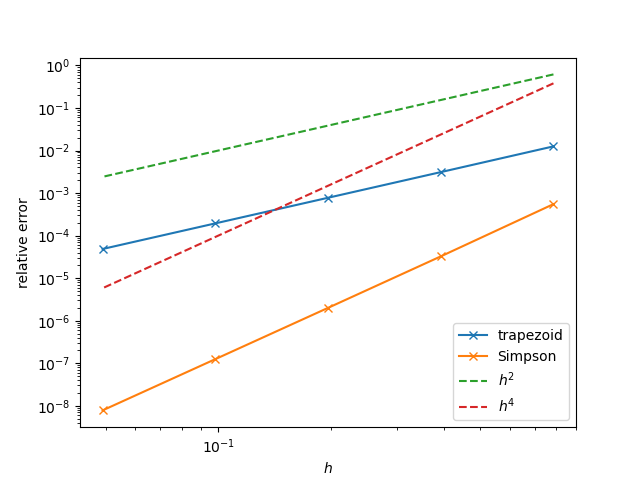 10⁰
10⁻¹
10⁻²
10⁻³
10⁻⁴
10⁻⁵
10⁻⁶
10⁻⁷
10⁻⁸
relative error
10⁻¹
h
trapezoid
Simpson
h²
h⁴